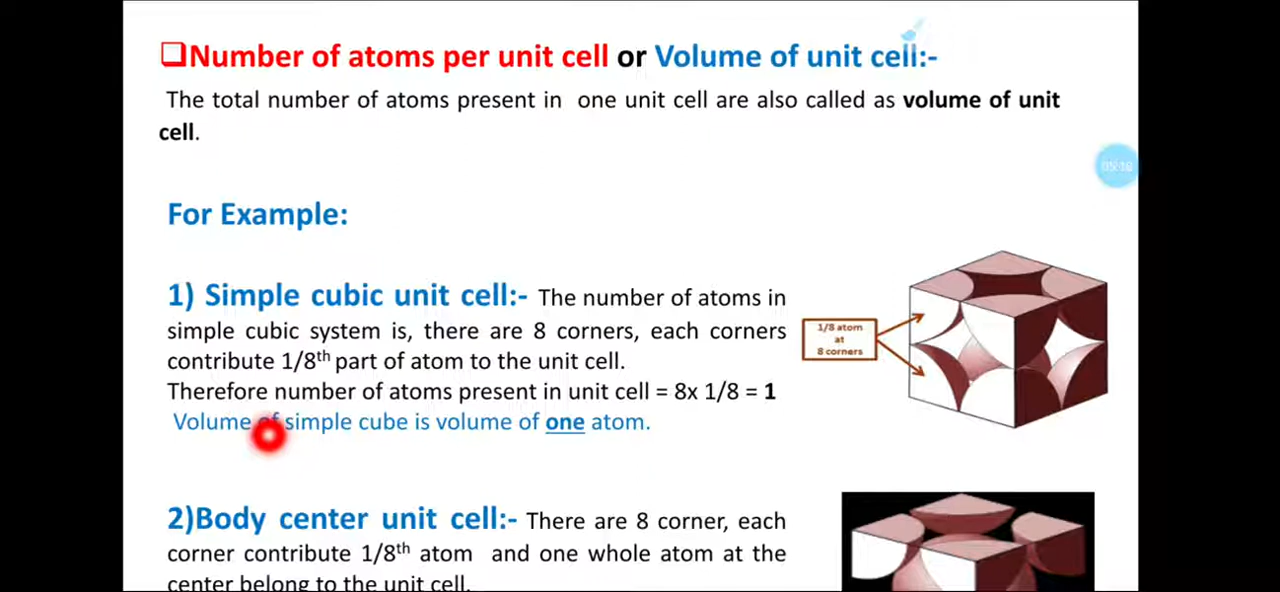 ❑Number of atoms per unit cell or Volume of unit cell:-
The total number of atoms present in one unit cell are also called as volume of unit
cell.
05:18
For Example:
1) Simple cubic unit cell:- The number of atoms in
simple cubic system is, there are 8 corners, each corners
contribute 1/8th part of atom to the unit cell.
Therefore number of atoms present in unit cell = 8x 1/8 = 1
Volume of simple cube is volume of one atom.
1/8 atom
at
8 corners
2)Body center unit cell:- There are 8 corner, each
corner contribute 1/8th atom and one whole atom at the
center belong to the unit cell.